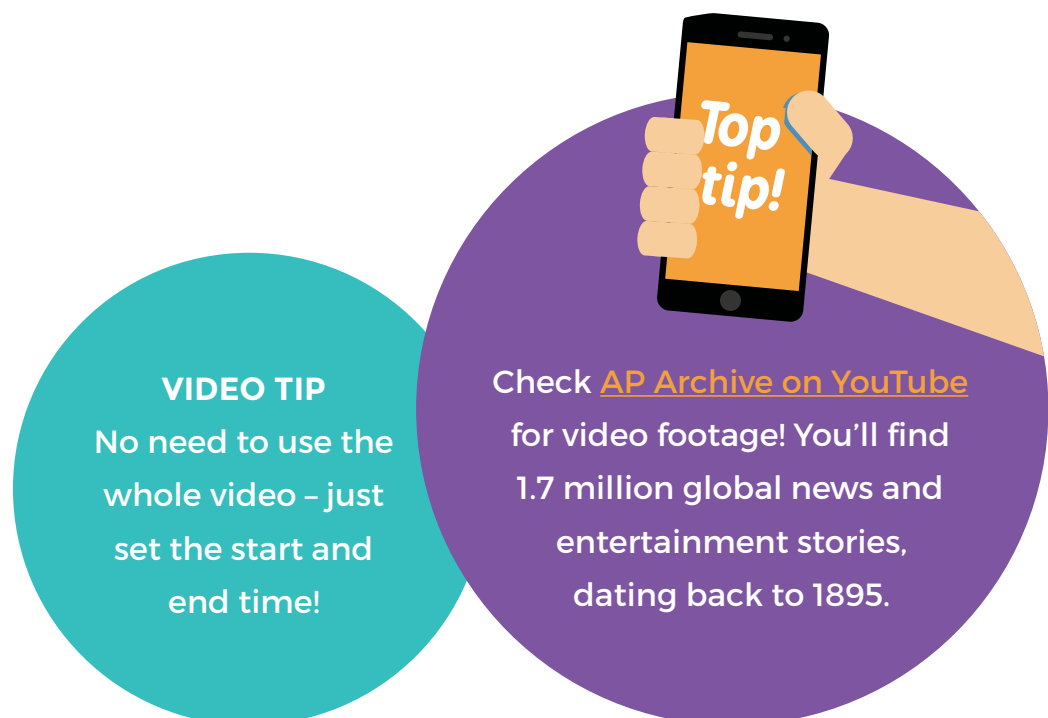 Top
tip!
VIDEO TIP
No need to use the
whole video – just
set the start and
end time!
Check AP Archive on YouTube
for video footage! You’ll find
1.7 million global news and
entertainment stories,
dating back to 1895.